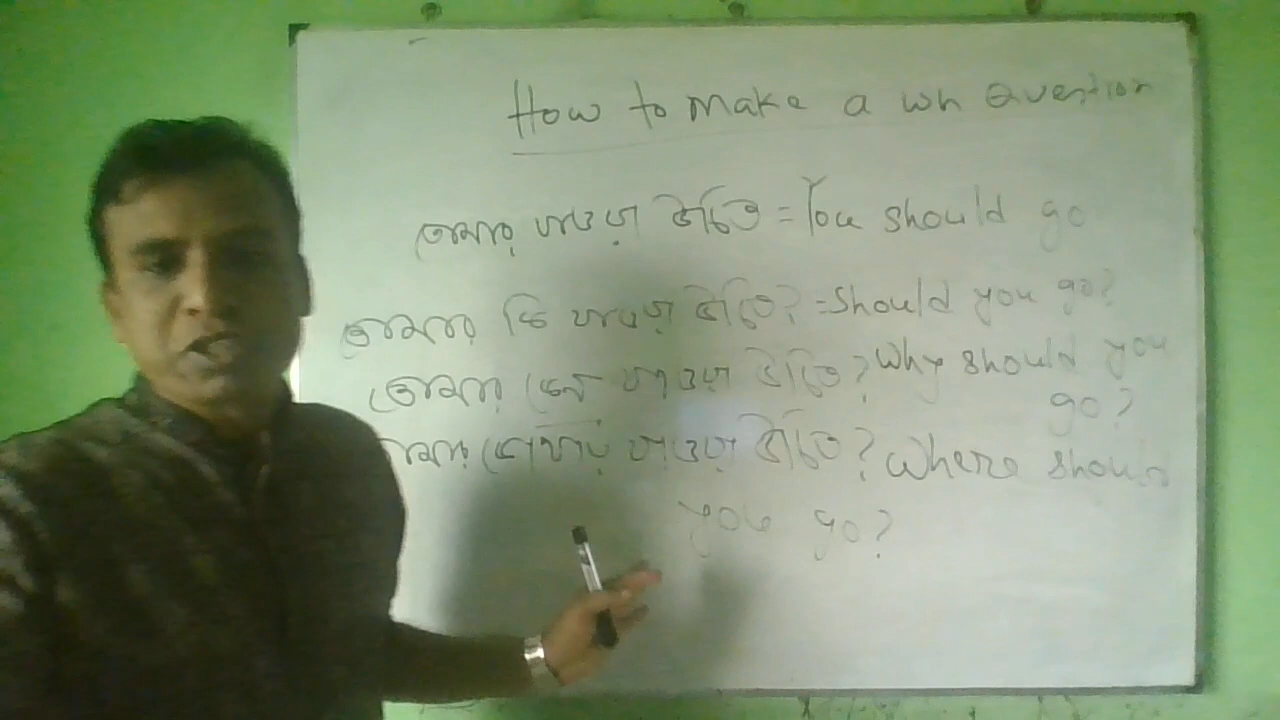 How to make a wh Question
তোমার যাওয়া উচিত = You should go
তোমার কি যাওয়া উচিত? = Should you go?
তোমার কেন যাওয়া উচিত? Why should you
go?
তোমার কোথায় যাওয়া উচিত? Where should
you go?